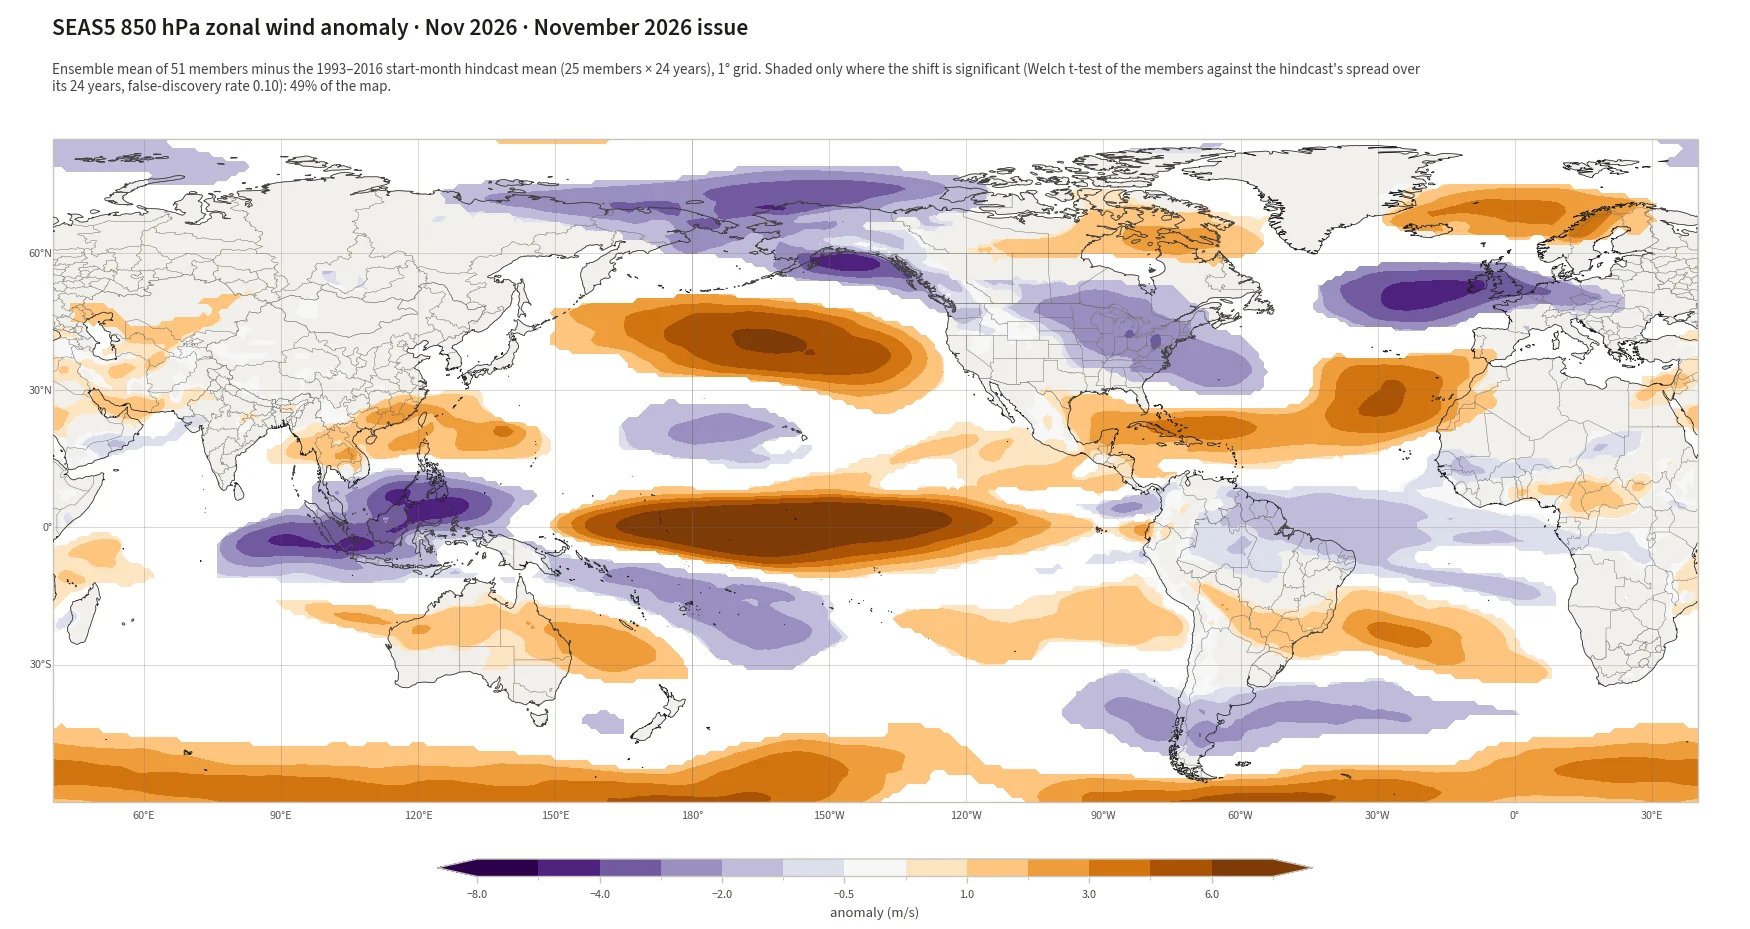 SEAS5 850 hPa zonal wind anomaly · Nov 2026 · November 2026 issue
Ensemble mean of 51 members minus the 1993–2016 start-month hindcast mean (25 members × 24 years), 1° grid. Shaded only where the shift is significant (Welch t-test of the members against the hindcast's spread over
its 24 years, false-discovery rate 0.10): 49% of the map.
60°N
30°N
0°
30°S
60°E 90°E 120°E 150°E 180° 150°W 120°W 90°W 60°W 30°W 0° 30°E
−8.0 −4.0 −2.0 −0.5 1.0 3.0 6.0
anomaly (m/s)